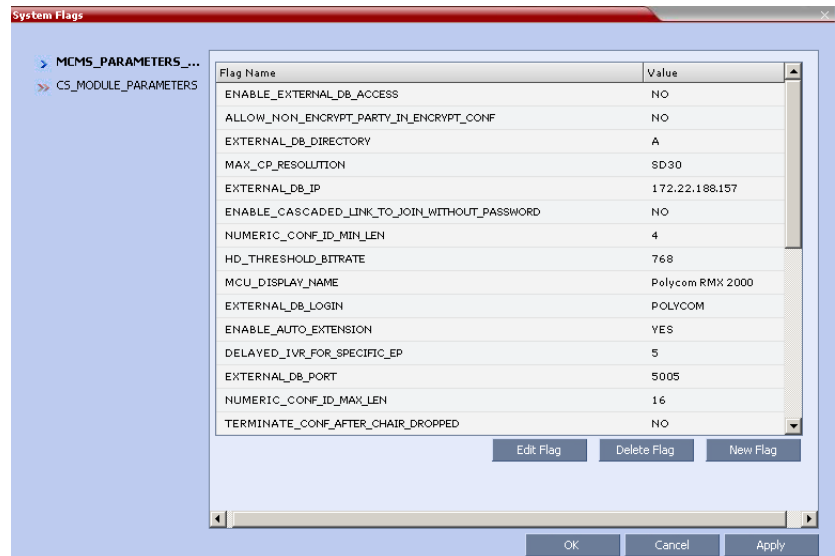 System Flags
MCMS_PARAMETERS_...
CS_MODULE_PARAMETERS
Flag Name Value
ENABLE_EXTERNAL_DB_ACCESS NO
ALLOW_NON_ENCRYPT_PARTY_IN_ENCRYPT_CONF NO
EXTERNAL_DB_DIRECTORY A
MAX_CP_RESOLUTION SD30
EXTERNAL_DB_IP 172.22.188.157
ENABLE_CASCADED_LINK_TO_JOIN_WITHOUT_PASSWORD NO
NUMERIC_CONF_ID_MIN_LEN 4
HD_THRESHOLD_BITRATE 768
MCU_DISPLAY_NAME Polycom RMX 2000
EXTERNAL_DB_LOGIN POLYCOM
ENABLE_AUTO_EXTENSION YES
DELAYED_IVR_FOR_SPECIFIC_EP 5
EXTERNAL_DB_PORT 5005
NUMERIC_CONF_ID_MAX_LEN 16
TERMINATE_CONF_AFTER_CHAIR_DROPPED NO
Edit Flag Delete Flag New Flag
OK Cancel Apply